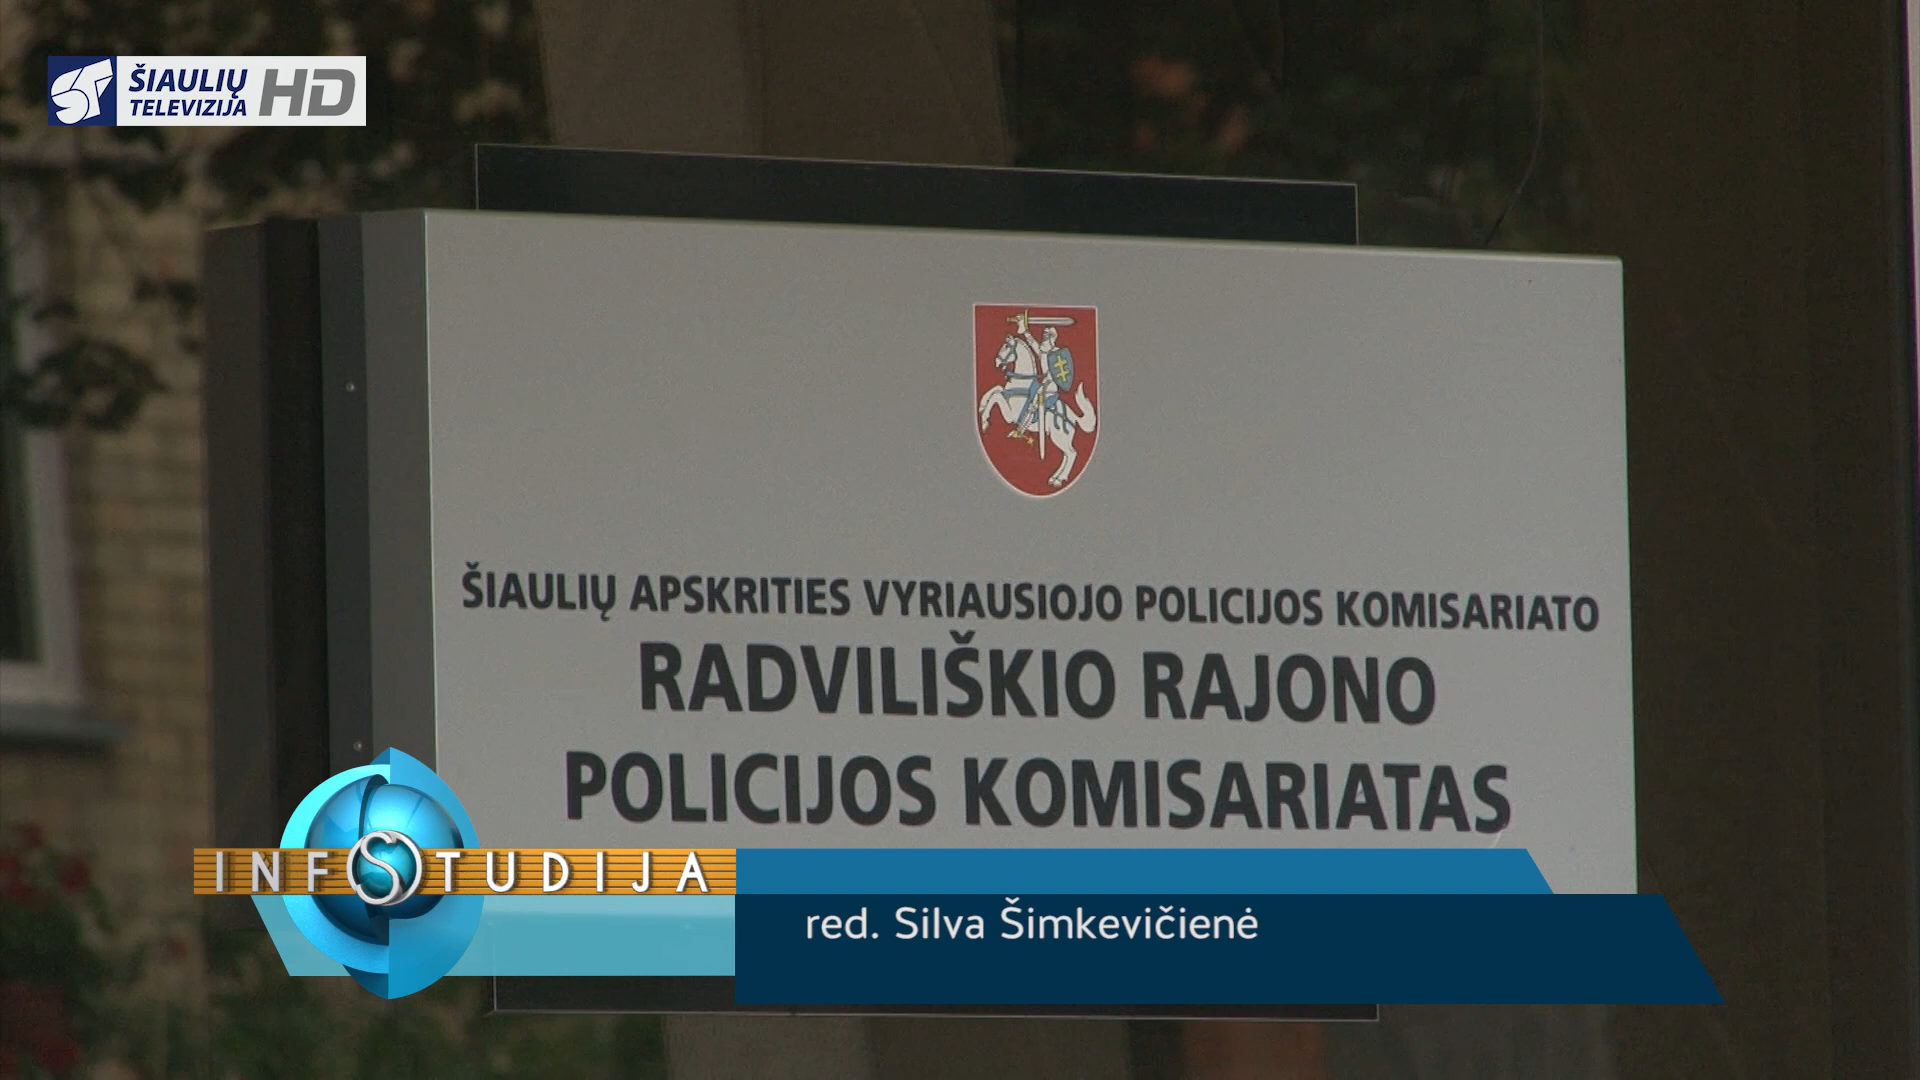 ŠIAULIŲ
TELEVIZIJA HD
ŠIAULIŲ APSKRITIES VYRIAUSIOJO POLICIJOS KOMISARIATO
RADVILIŠKIO RAJONO
POLICIJOS KOMISARIATAS
INFOSTUDIJA
red. Silva Šimkevičienė